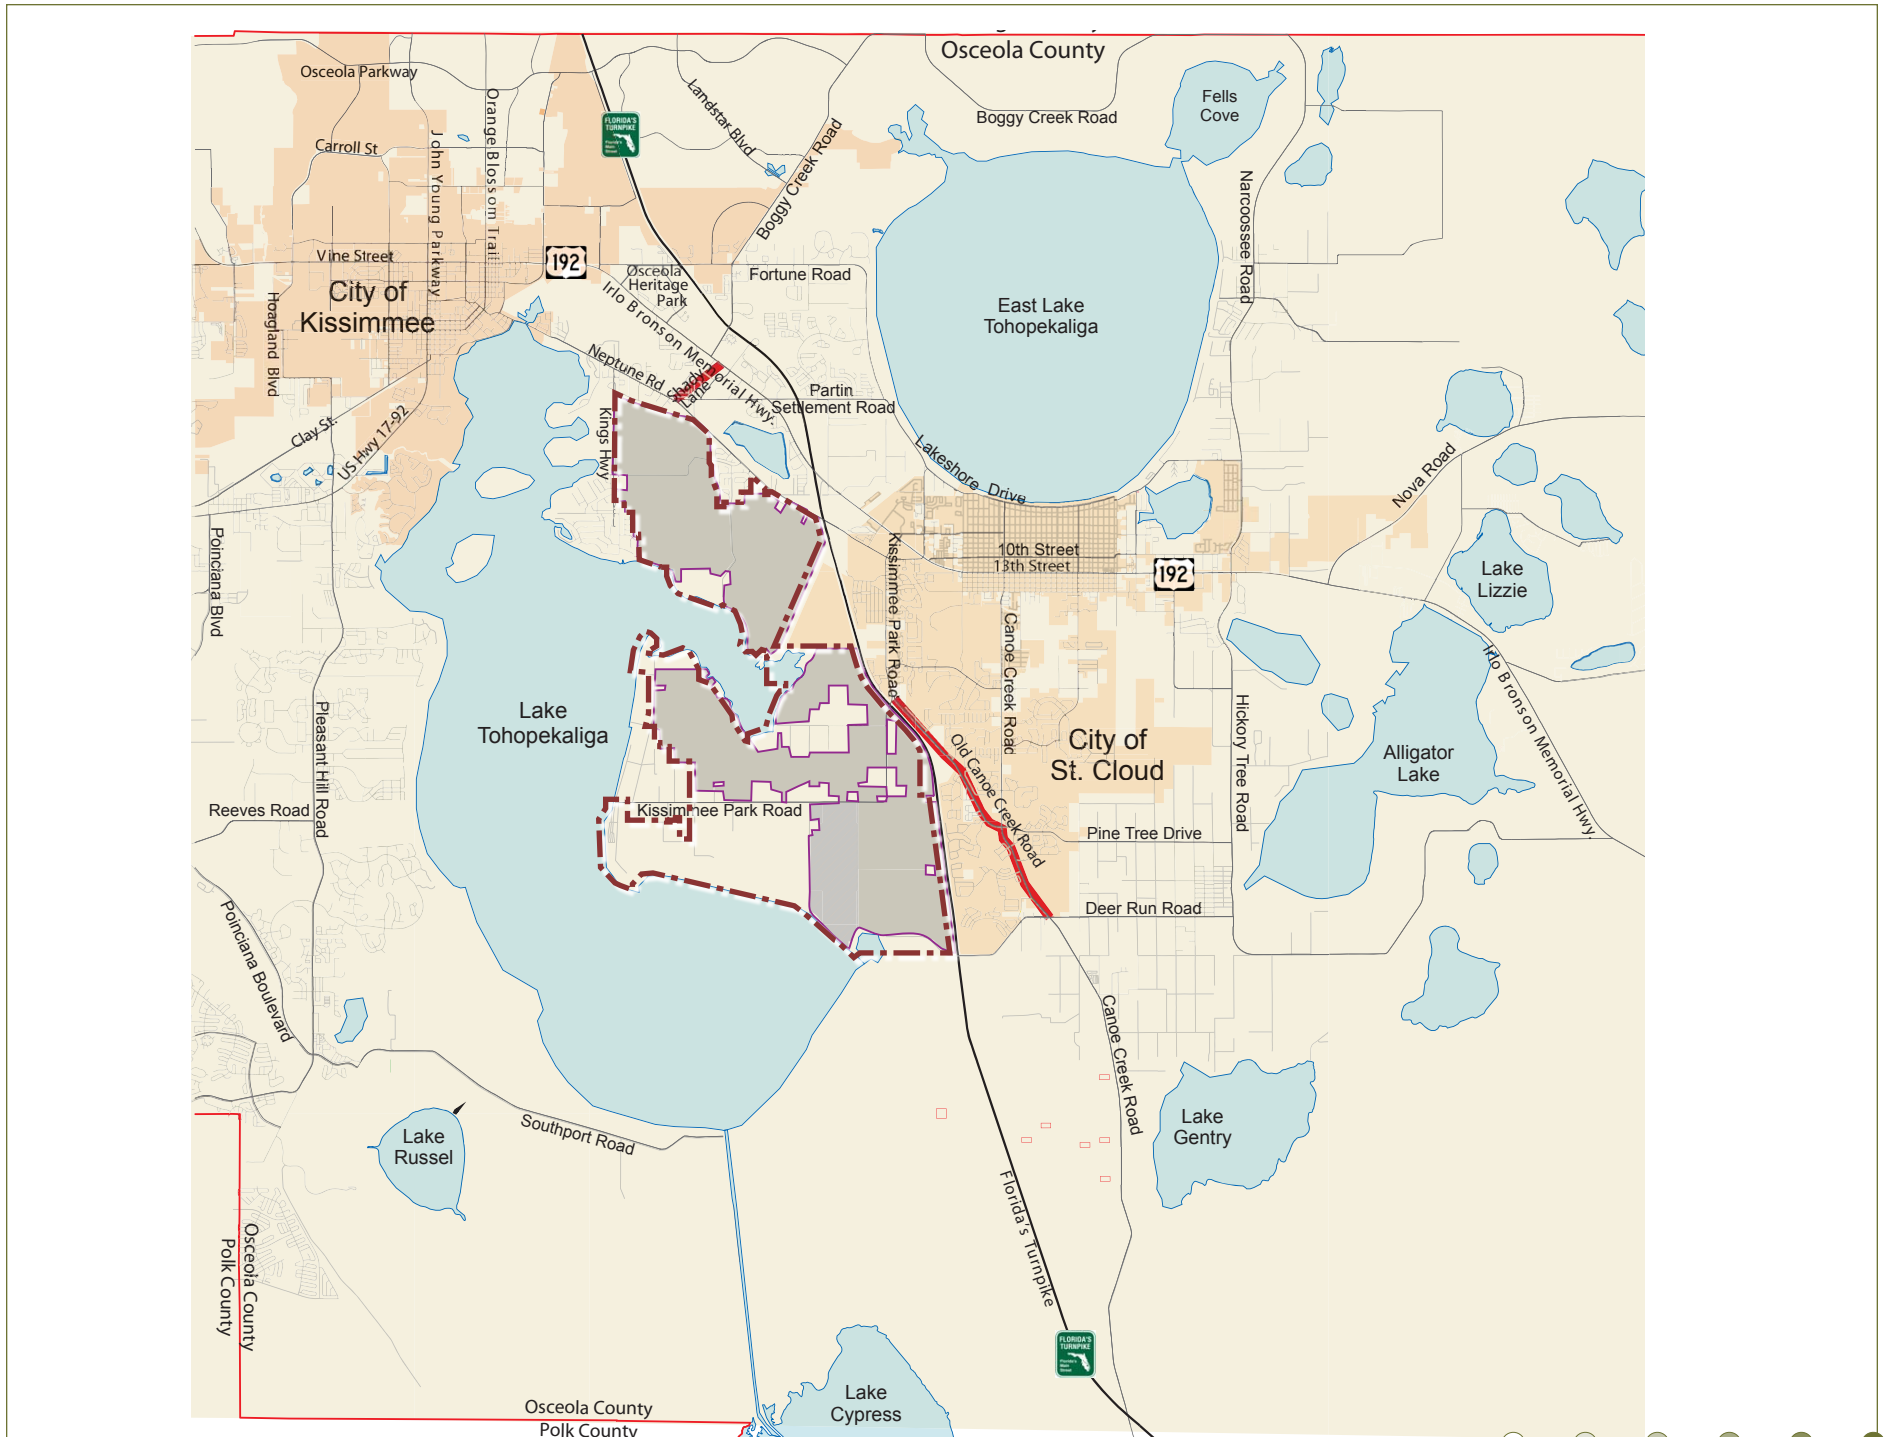 Osceola County
Osceola Parkway
Orange Blossom Trail
Landstar Blvd
FLORIDA'S
TURNPIKE
Fells
Cove
Boggy Creek Road
Carroll St
John Young Parkway
Boggy Creek Road
Narcoossee Road
Vine Street
192
Osceola
Heritage
Park
Fortune Road
City of
Kissimmee
Hoagland Blvd
Irlo Bronson Memorial Hwy.
East Lake
Tohopekaliga
Neptune Rd
Shady
Lane
Partin
Settlement Road
Kings Hwy
Clay St.
US Hwy 17-92
Lakeshore Drive
Nova Road
Poinciana Blvd
Kissimmee Park Road
10th Street
13th Street
192
Lake
Lizzie
Canoe Creek Road
Irlo Bronson Memorial Hwy.
Lake
Tohopekaliga
Pleasant Hill Road
Hickory Tree Road
Old Canoe Creek Road
City of
St. Cloud
Alligator
Lake
Reeves Road
Kissimmee Park Road
Pine Tree Drive
Deer Run Road
Poinciana Boulevard
Canoe Creek Road
Lake
Russel
Southport Road
Lake
Gentry
Florida's Turnpike
Osceola County
Polk County
FLORIDA'S
TURNPIKE
Lake
Cypress
Osceola County
Polk County